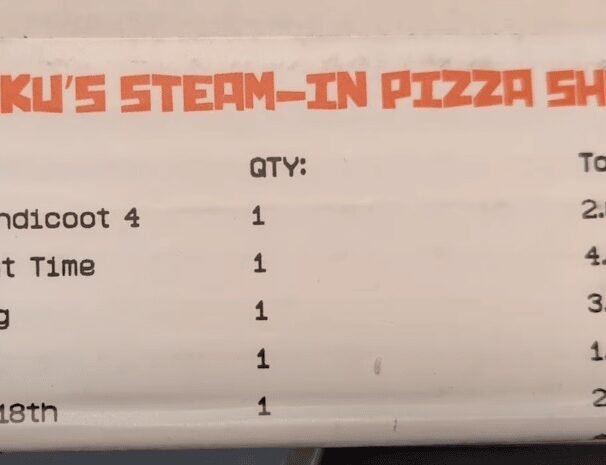 KU'S STEAM-IN PIZZA SH
QTY: To
ndicoot 4 1 2.
t Time 1 4.
g 1 3.
1 1.
18th 1 2